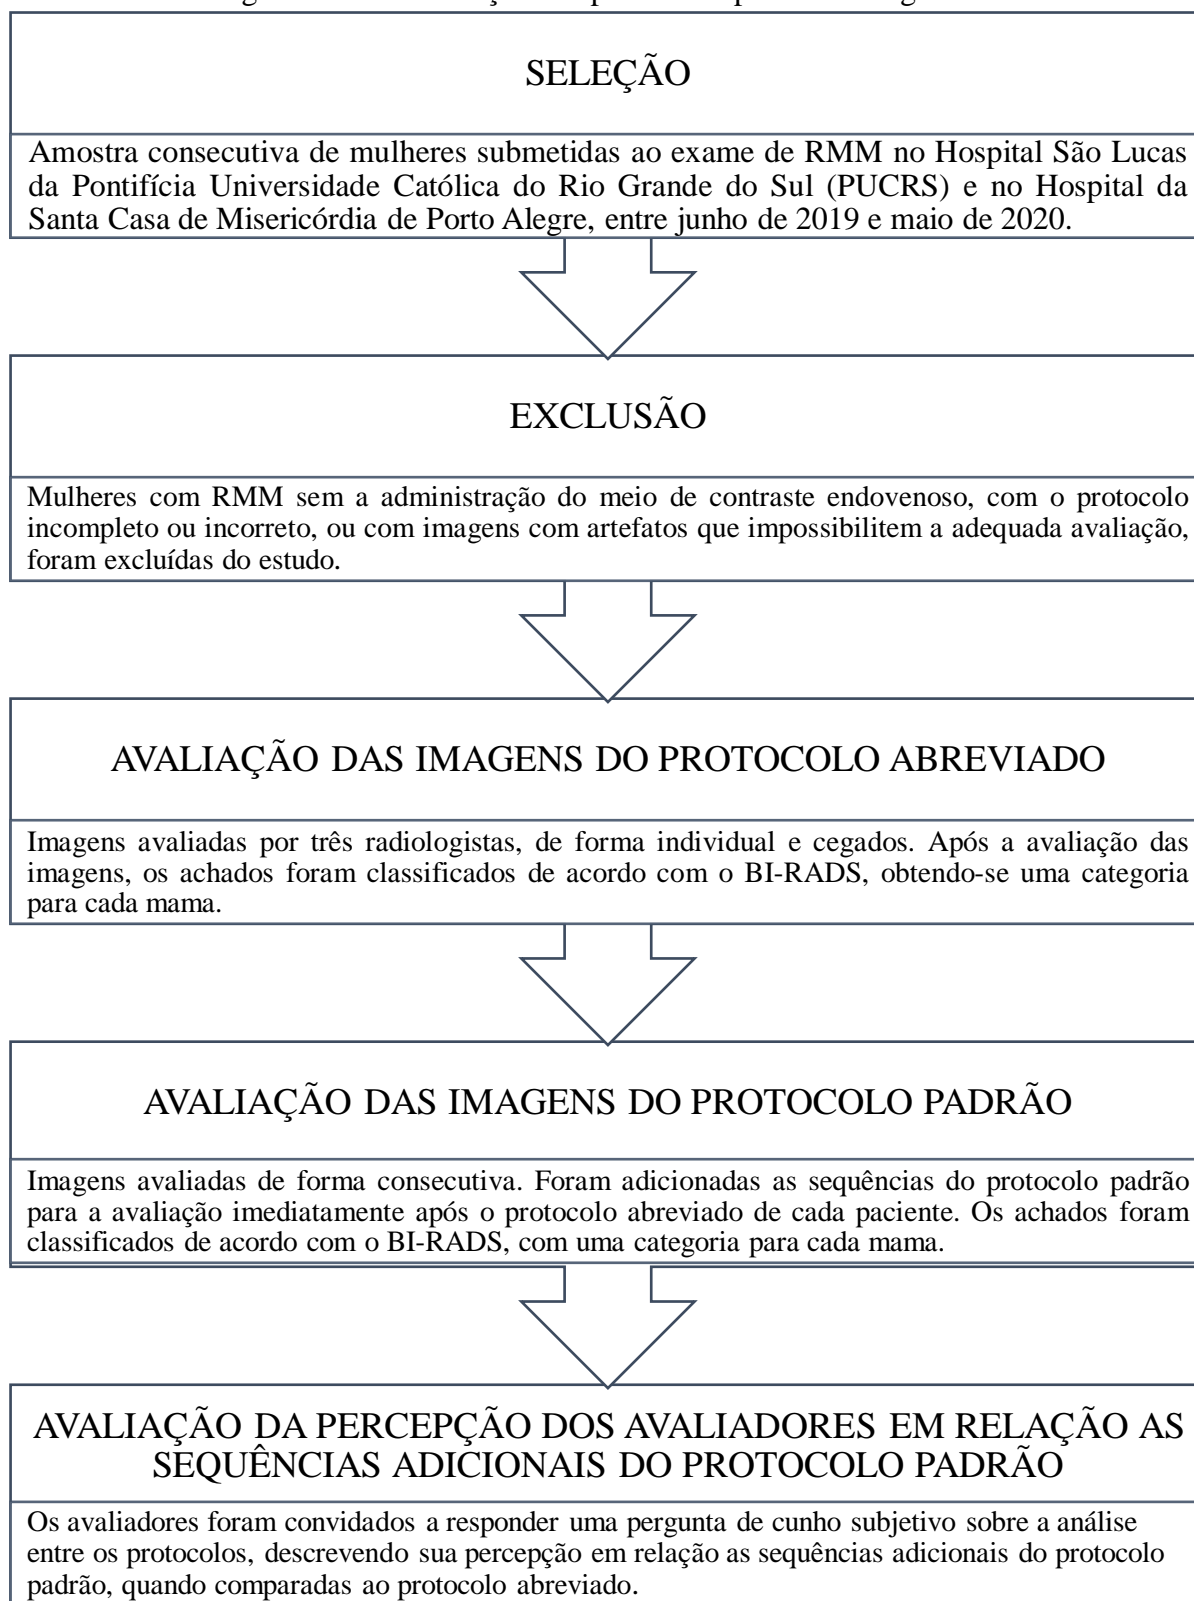 SELEÇÃO
Amostra consecutiva de mulheres submetidas ao exame de RMM no Hospital São Lucas
da Pontifícia Universidade Católica do Rio Grande do Sul (PUCRS) e no Hospital da
Santa Casa de Misericórdia de Porto Alegre, entre junho de 2019 e maio de 2020.
EXCLUSÃO
Mulheres com RMM sem a administração do meio de contraste endovenoso, com o protocolo
incompleto ou incorreto, ou com imagens com artefatos que impossibilitem a adequada avaliação,
foram excluídas do estudo.
AVALIAÇÃO DAS IMAGENS DO PROTOCOLO ABREVIADO
Imagens avaliadas por três radiologistas, de forma individual e cegados. Após a avaliação das
imagens, os achados foram classificados de acordo com o BI-RADS, obtendo-se uma categoria
para cada mama.
AVALIAÇÃO DAS IMAGENS DO PROTOCOLO PADRÃO
Imagens avaliadas de forma consecutiva. Foram adicionadas as sequências do protocolo padrão
para a avaliação imediatamente após o protocolo abreviado de cada paciente. Os achados foram
classificados de acordo com o BI-RADS, com uma categoria para cada mama.
AVALIAÇÃO DA PERCEPÇÃO DOS AVALIADORES EM RELAÇÃO AS
SEQUÊNCIAS ADICIONAIS DO PROTOCOLO PADRÃO
Os avaliadores foram convidados a responder uma pergunta de cunho subjetivo sobre a análise
entre os protocolos, descrevendo sua percepção em relação as sequências adicionais do protocolo
padrão, quando comparadas ao protocolo abreviado.